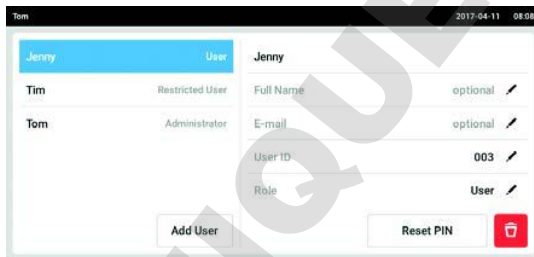 Tom 2017-04-11 08:08
Jenny User
Tim Restricted User
Tom Administrator
Add User
Jenny
Full Name optional
E-mail optional
User ID 003
Role User
Reset PIN